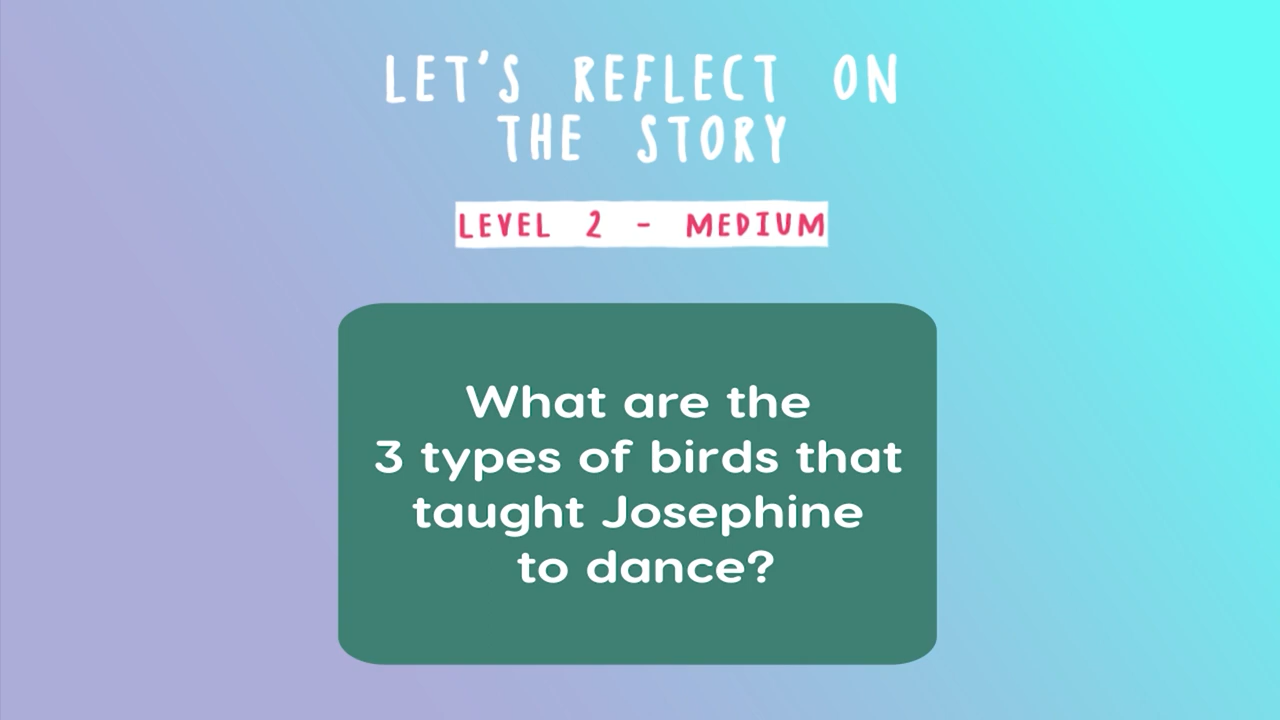 LET'S REFLECT ON
THE STORY
LEVEL 2 - MEDIUM
What are the
3 types of birds that
taught Josephine
to dance?